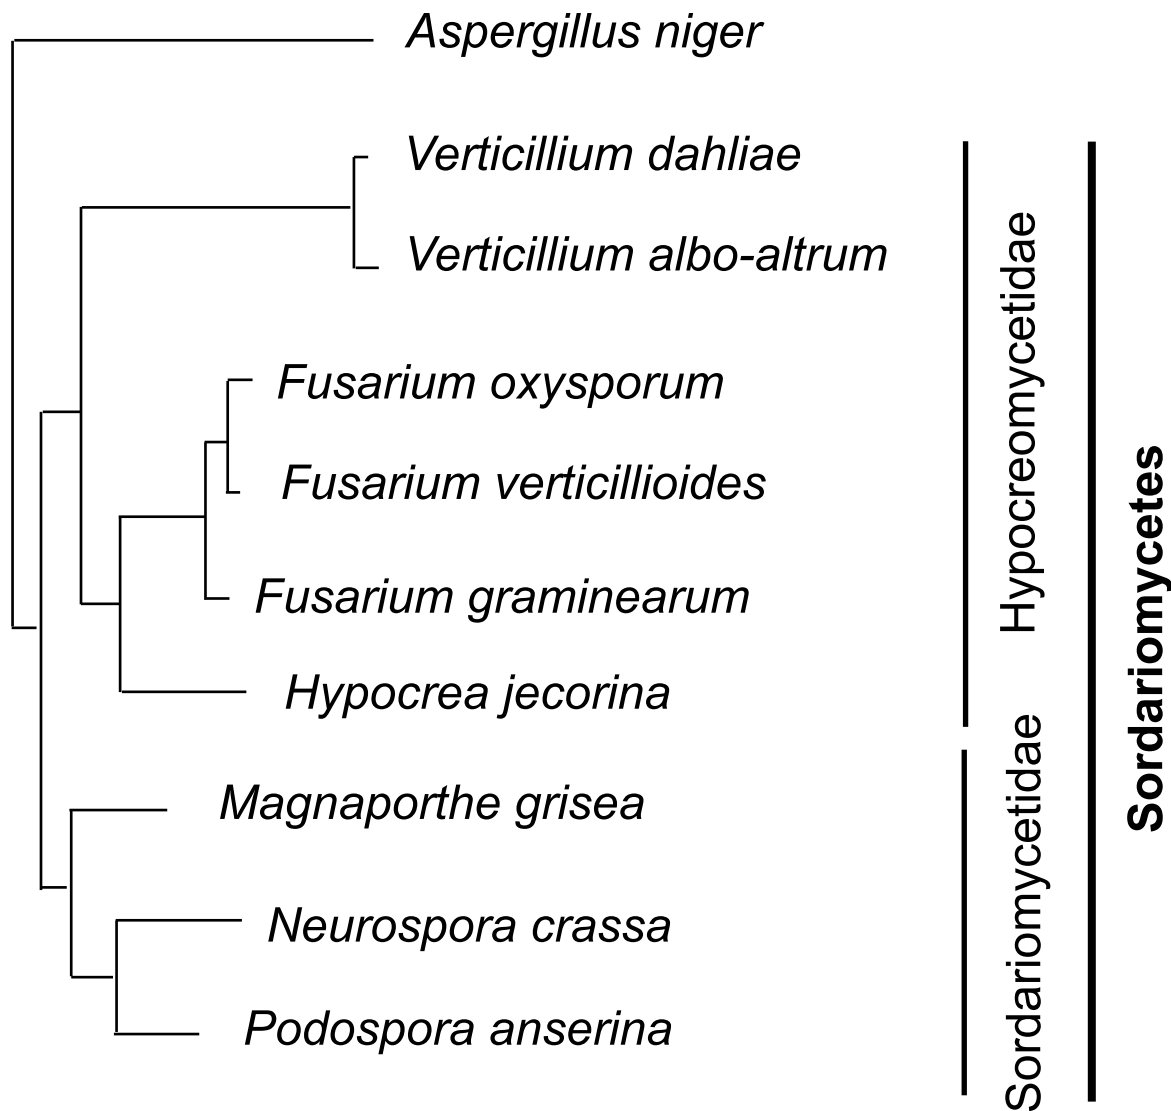 Aspergillus niger
Verticillium dahliae
Verticillium albo-altrum
Fusarium oxysporum
Fusarium verticillioides
Fusarium graminearum
Hypocrea jecorina
Magnaporthe grisea
Neurospora crassa
Podospora anserina
Hypocreomycetidae
Sordariomycetidae
Sordariomycetes